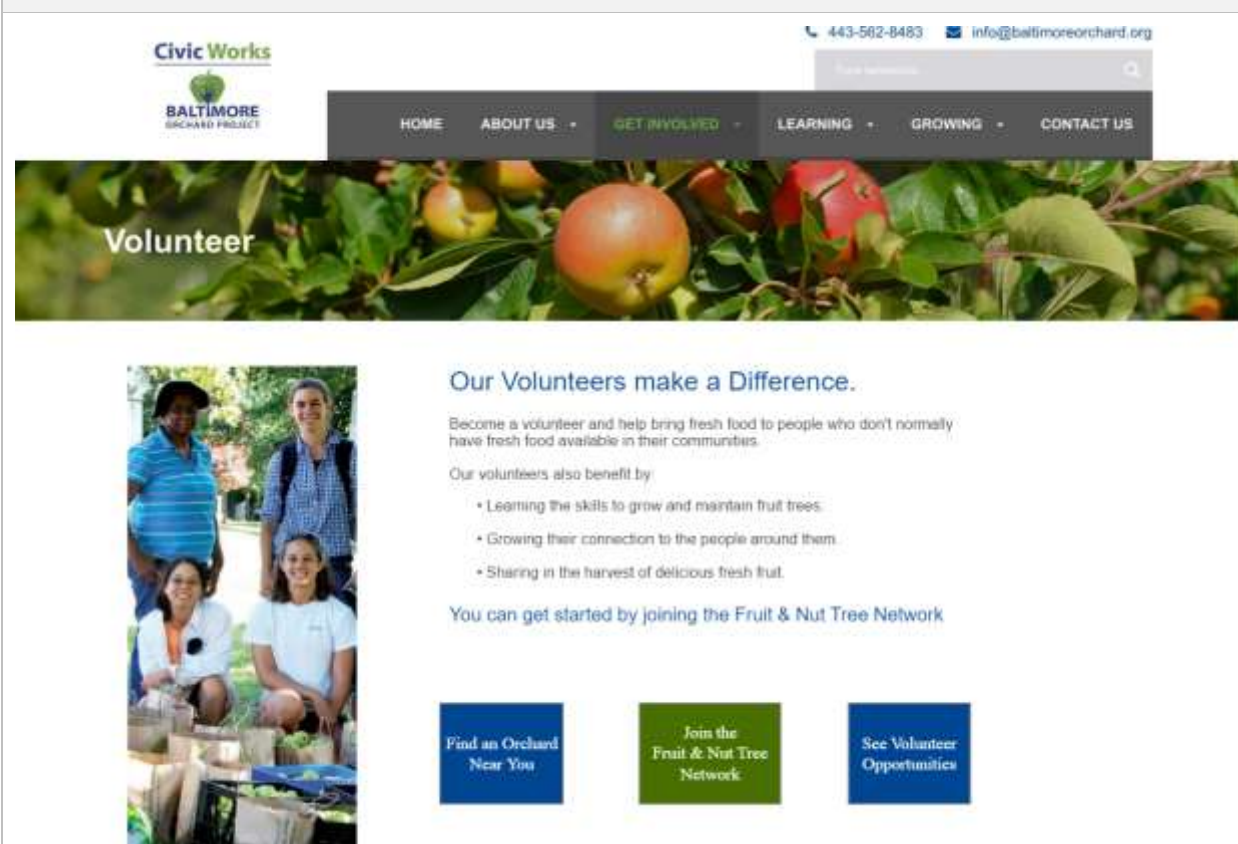 443-562-8483 info@baltimoreorchard.org
Civic Works
BALTIMORE
ORCHARD PROJECT
HOME ABOUT US GET INVOLVED LEARNING GROWING CONTACT US
Volunteer
Our Volunteers make a Difference.
Become a volunteer and help bring fresh food to people who don't normally
have fresh food available in their communities.
Our volunteers also benefit by:
• Learning the skills to grow and maintain fruit trees.
• Growing their connection to the people around them.
• Sharing in the harvest of delicious fresh fruit.
You can get started by joining the Fruit & Nut Tree Network
Find an Orchard
Near You
Join the
Fruit & Nut Tree
Network
See Volunteer
Opportunities